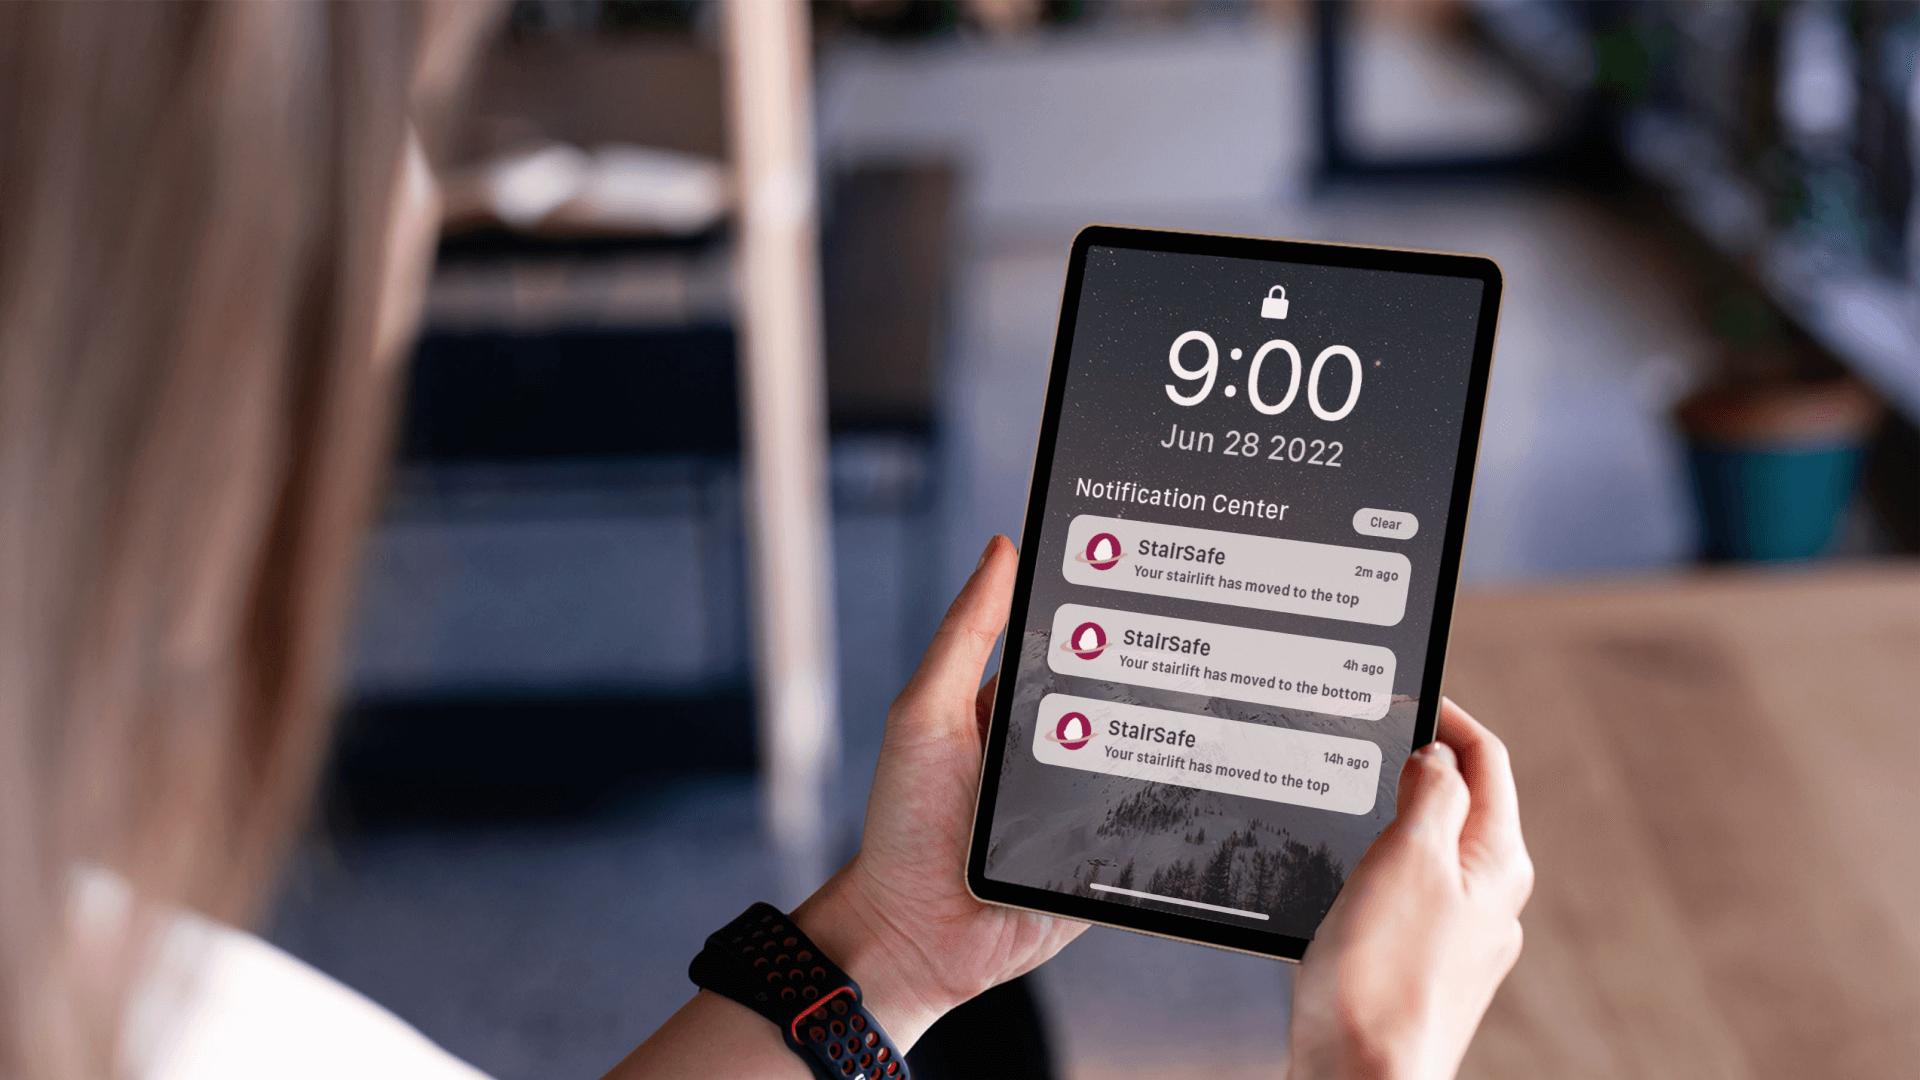 9:00
Jun 28 2022
Notification Center
Clear
StairSafe
2m ago
Your stairlift has moved to the top
StairSafe
4h ago
Your stairlift has moved to the bottom
StairSafe
14h ago
Your stairlift has moved to the top